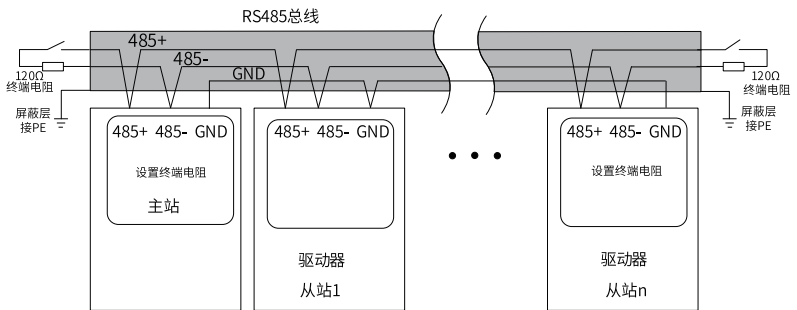 RS485总线
485+
485-
GND
120Ω
终端电阻
120Ω
终端电阻
屏蔽层
接PE
屏蔽层
接PE
485+ 485- GND
设置终端电阻
主站
485+ 485- GND
驱动器
从站1
485+ 485- GND
设置终端电阻
驱动器
从站n